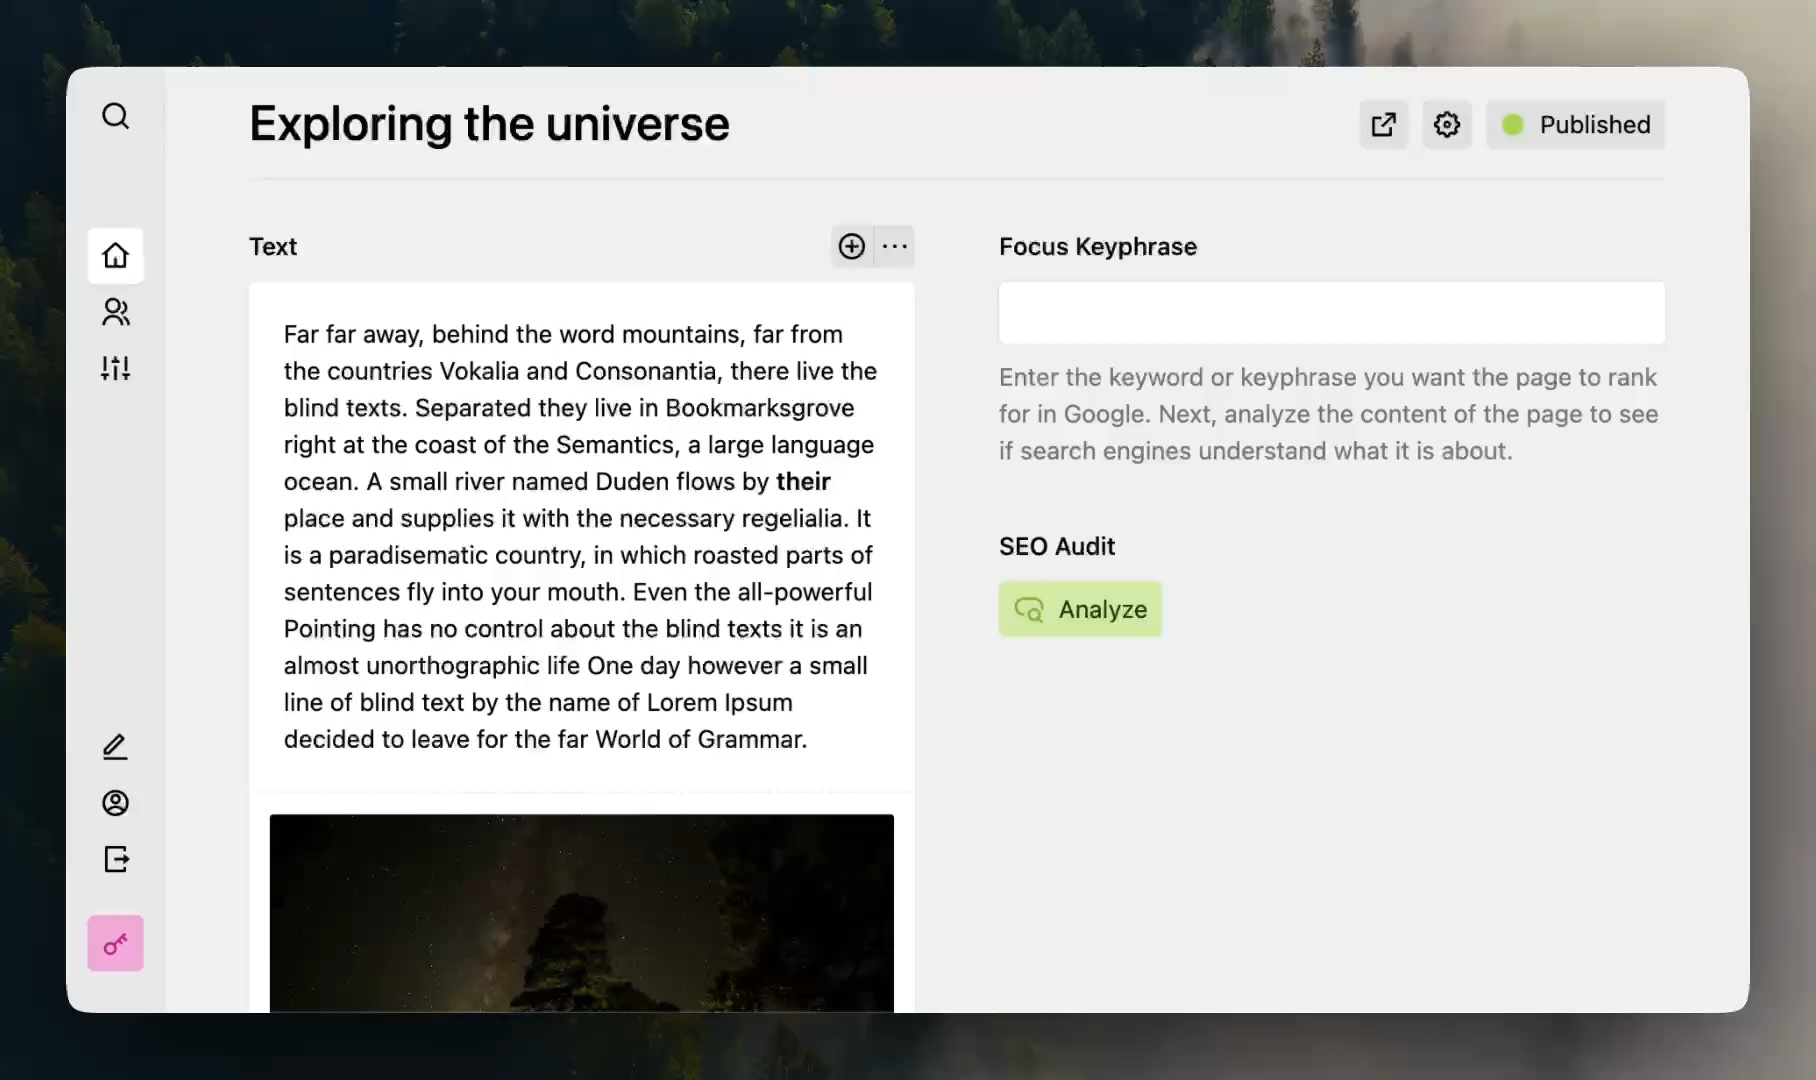 Exploring the universe
Published
Text
Far far away, behind the word mountains, far from
the countries Vokalia and Consonantia, there live the
blind texts. Separated they live in Bookmarksgrove
right at the coast of the Semantics, a large language
ocean. A small river named Duden flows by their
place and supplies it with the necessary regelialia. It
is a paradisematic country, in which roasted parts of
sentences fly into your mouth. Even the all-powerful
Pointing has no control about the blind texts it is an
almost unorthographic life One day however a small
line of blind text by the name of Lorem Ipsum
decided to leave for the far World of Grammar.
Focus Keyphrase
Enter the keyword or keyphrase you want the page to rank
for in Google. Next, analyze the content of the page to see
if search engines understand what it is about.
SEO Audit
Analyze